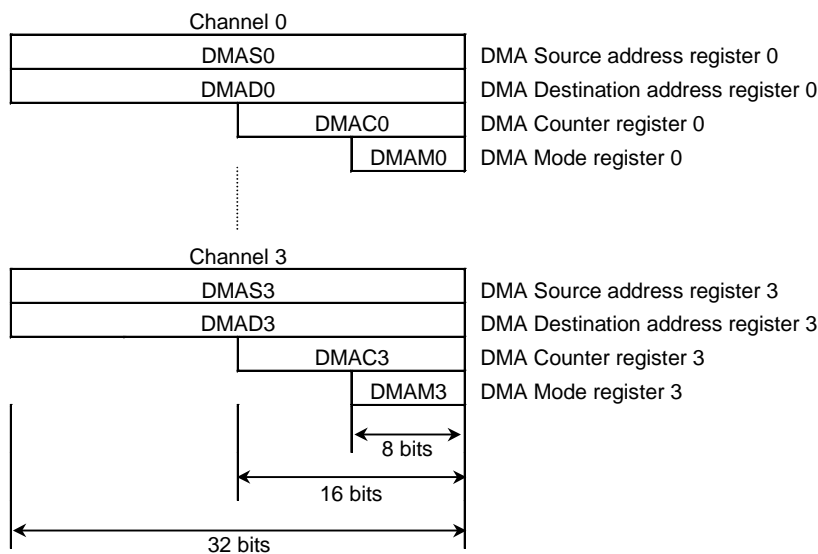 Channel 0
DMAS0 DMA Source address register 0
DMAD0 DMA Destination address register 0
DMAC0 DMA Counter register 0
DMAM0 DMA Mode register 0
Channel 3
DMAS3 DMA Source address register 3
DMAD3 DMA Destination address register 3
DMAC3 DMA Counter register 3
DMAM3 DMA Mode register 3
8 bits
16 bits
32 bits